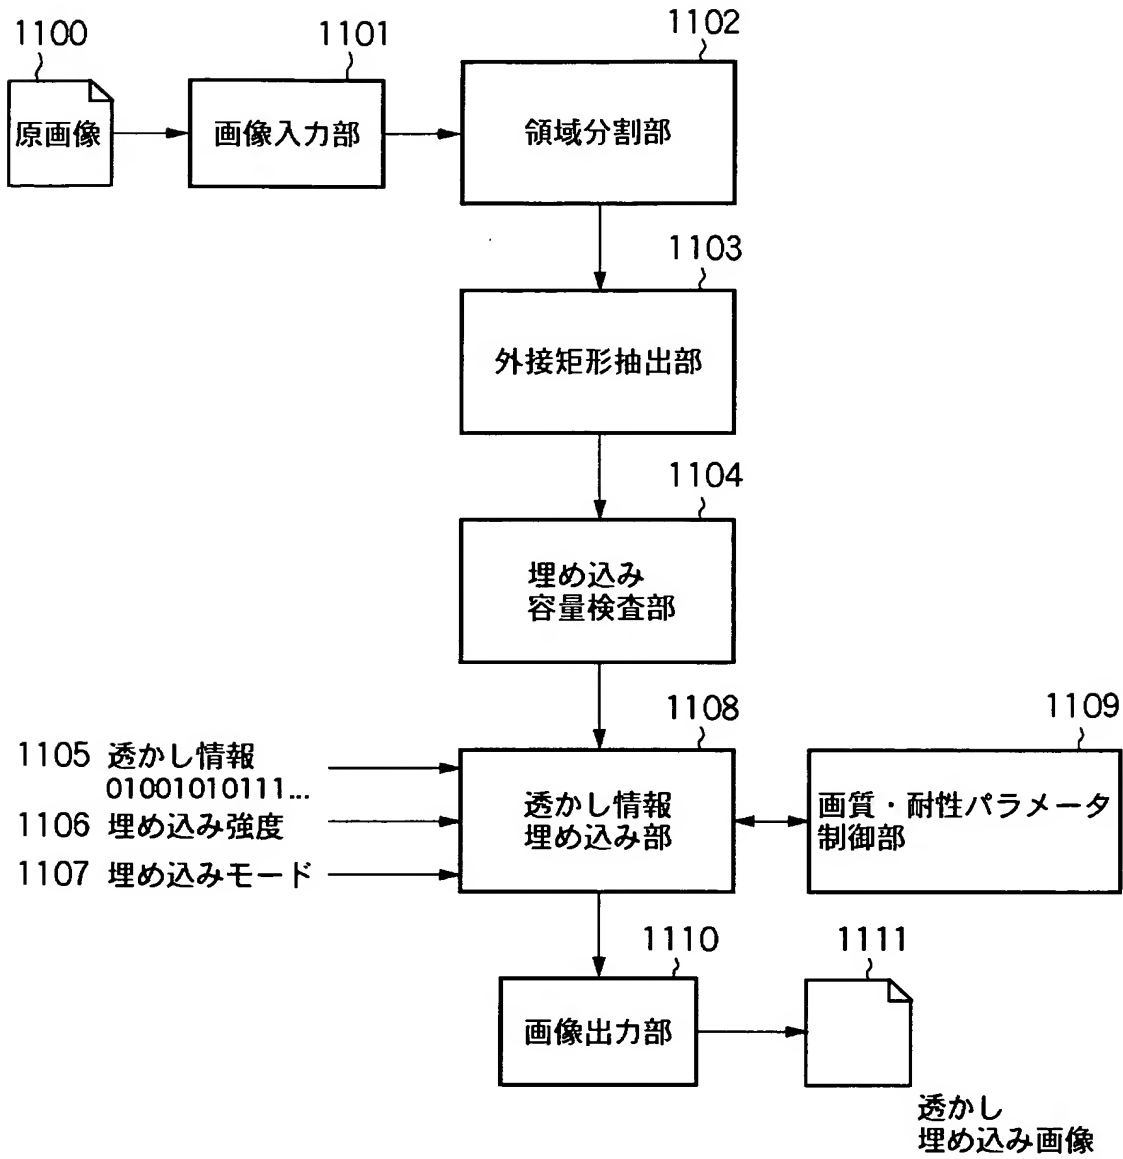 1100
1101
1102
原画像
画像入力部
領域分割部
1103
外接矩形抽出部
1104
埋め込み
容量検査部
1108
1109
1105 透かし情報
01001010111...
1106 埋め込み強度
1107 埋め込みモード
透かし情報
埋め込み部
画質・耐性パラメータ
制御部
1110
1111
画像出力部
透かし
埋め込み画像